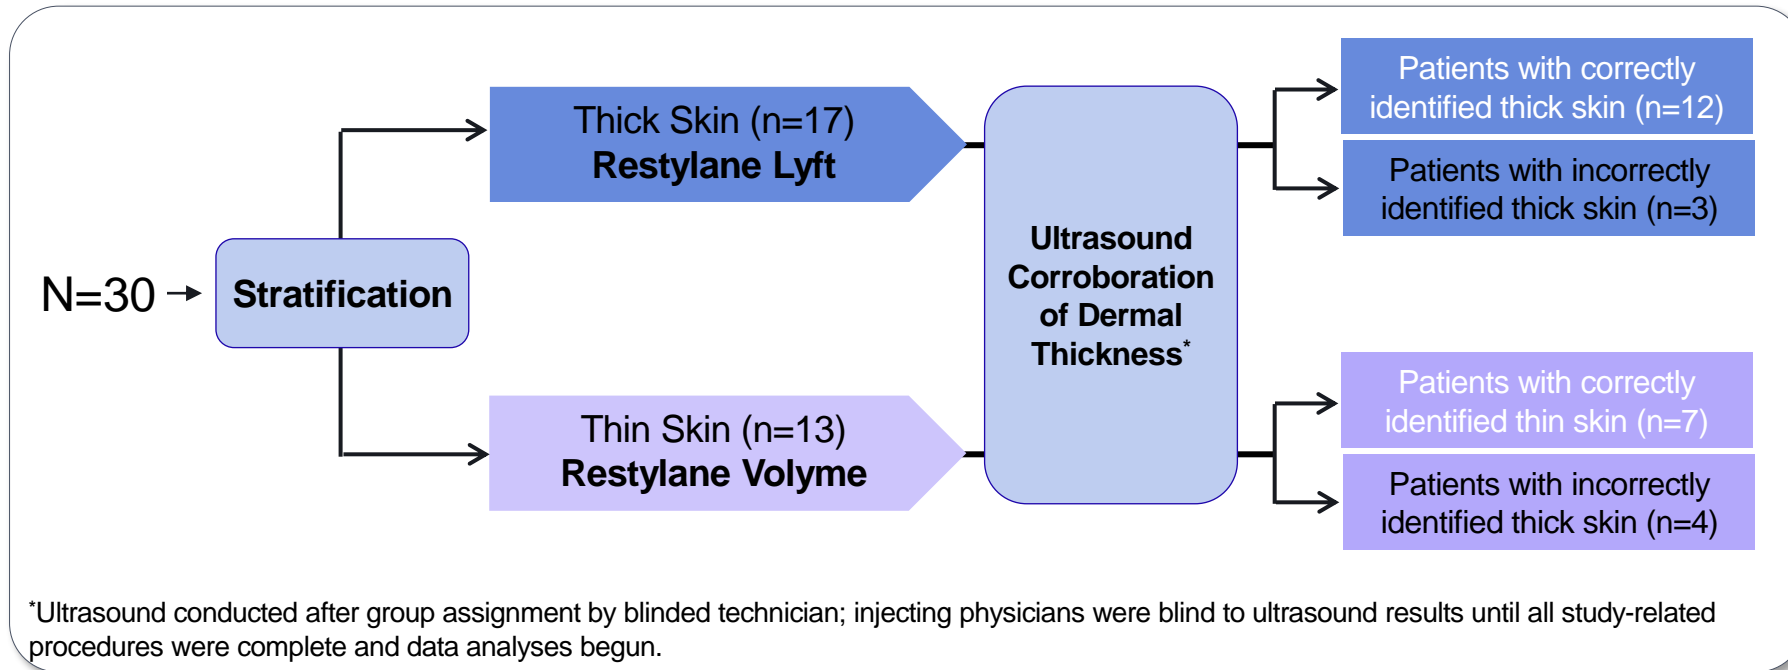 N=30
Stratification
Thick Skin (n=17)
Restylane Lyft
Thin Skin (n=13)
Restylane Volyme
Ultrasound
Corroboration
of Dermal
Thickness*
Patients with correctly
identified thick skin (n=12)
Patients with incorrectly
identified thick skin (n=3)
Patients with correctly
identified thin skin (n=7)
Patients with incorrectly
identified thick skin (n=4)
*Ultrasound conducted after group assignment by blinded technician; injecting physicians were blind to ultrasound results until all study-related
procedures were complete and data analyses begun.